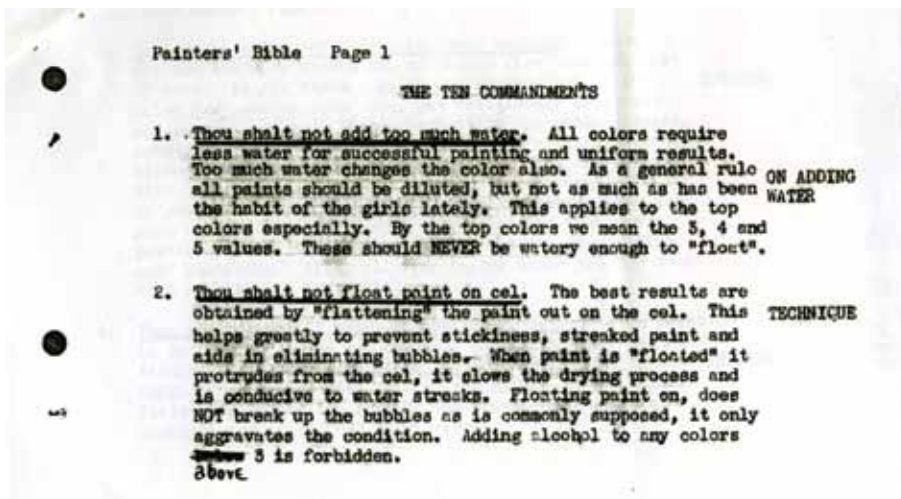 Painters' Bible Page 1
THE TEN COMMANDMENTS
1. Thou shalt not add too much water. All colors require
less water for successful painting and uniform results.
Too much water changes the color also. As a general rule
all paints should be diluted, but not as much as has been
the habit of the girls lately. This applies to the top
colors especially. By the top colors we mean the 3, 4 and
5 values. These should NEVER be watery enough to "float".
ON ADDING
WATER
2. Thou shalt not float paint on cel. The best results are
obtained by "flattening" the paint out on the cel. This
helps greatly to prevent stickiness, streaked paint and
aids in eliminating bubbles. When paint is "floated" it
protrudes from the cel, it slows the drying process and
is conducive to water streaks. Floating paint on, does
NOT break up the bubbles as is commonly supposed, it only
aggravates the condition. Adding alcohol to any colors
3 is forbidden.
above
TECHNIQUE